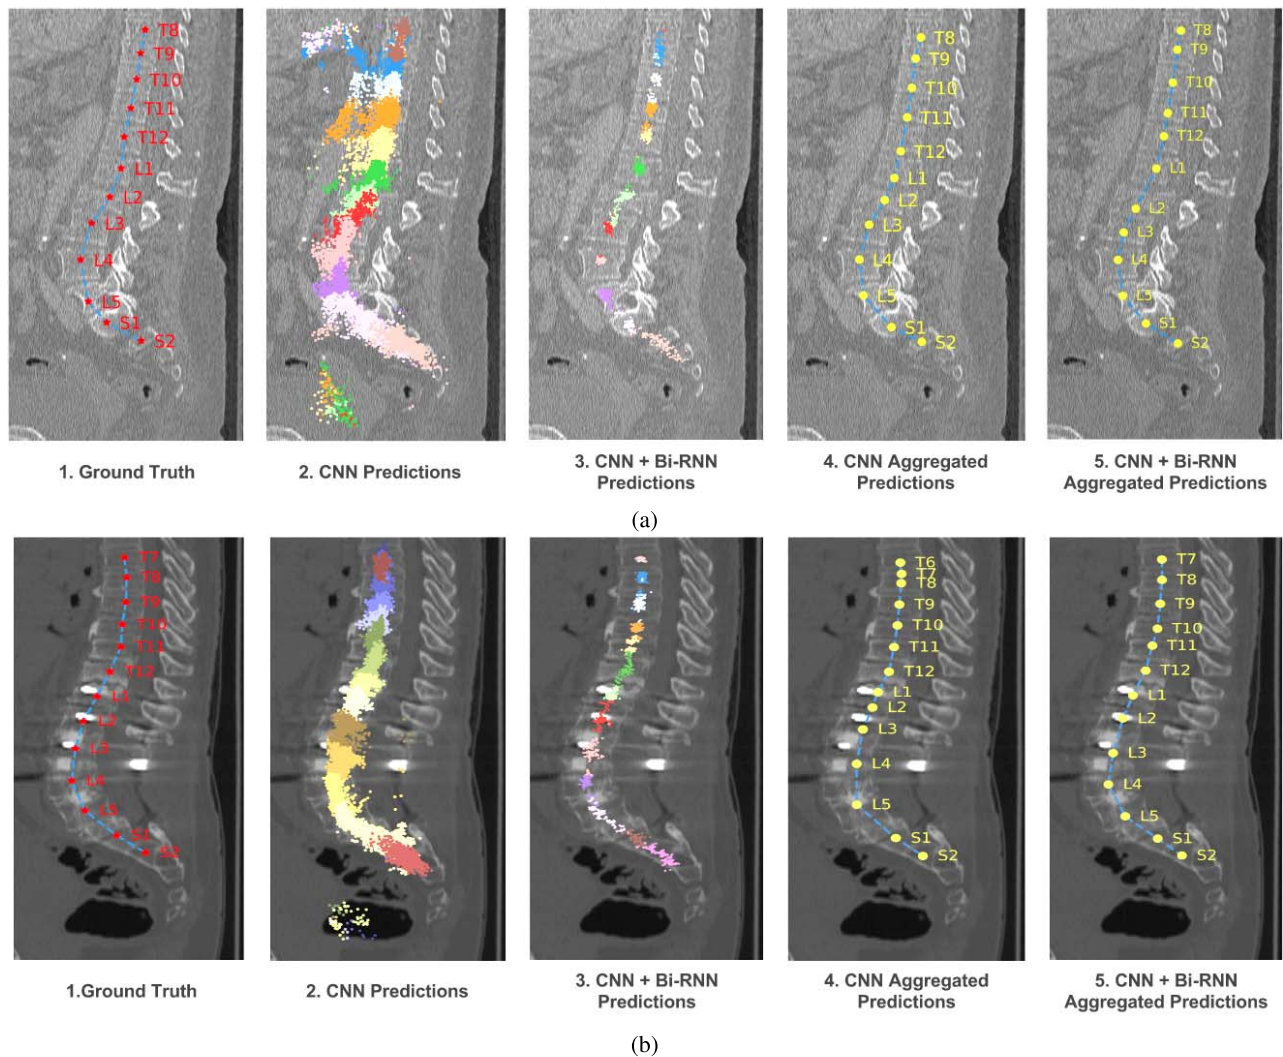 T8 T8 T8
T9 T9 T9
T10 T10 T10
T11 T11 T11
T12 T12 T12
L1 L1 L1
L2 L2 L2
L3 L3 L3
L4 L4 L4
L5 L5 L5
S1 S1 S1
S2 S2 S2
1. Ground Truth
2. CNN Predictions
3. CNN + Bi-RNN
Predictions
4. CNN Aggregated
Predictions
5. CNN + Bi-RNN
Aggregated Predictions
(a)
T7 T6 T7
T7
T8 T8 T8
T9 T9 T9
T10 T10 T10
T11 T11 T11
T12 T12 T12
L1 L1 L1
L2 L2 L2
L3 L3 L3
L4 L4 L4
L5 L5 L5
S1 S1 S1
S2 S2 S2
1.Ground Truth
2. CNN Predictions
3. CNN + Bi-RNN
Predictions
4. CNN Aggregated
Predictions
5. CNN + Bi-RNN
Aggregated Predictions
(b)